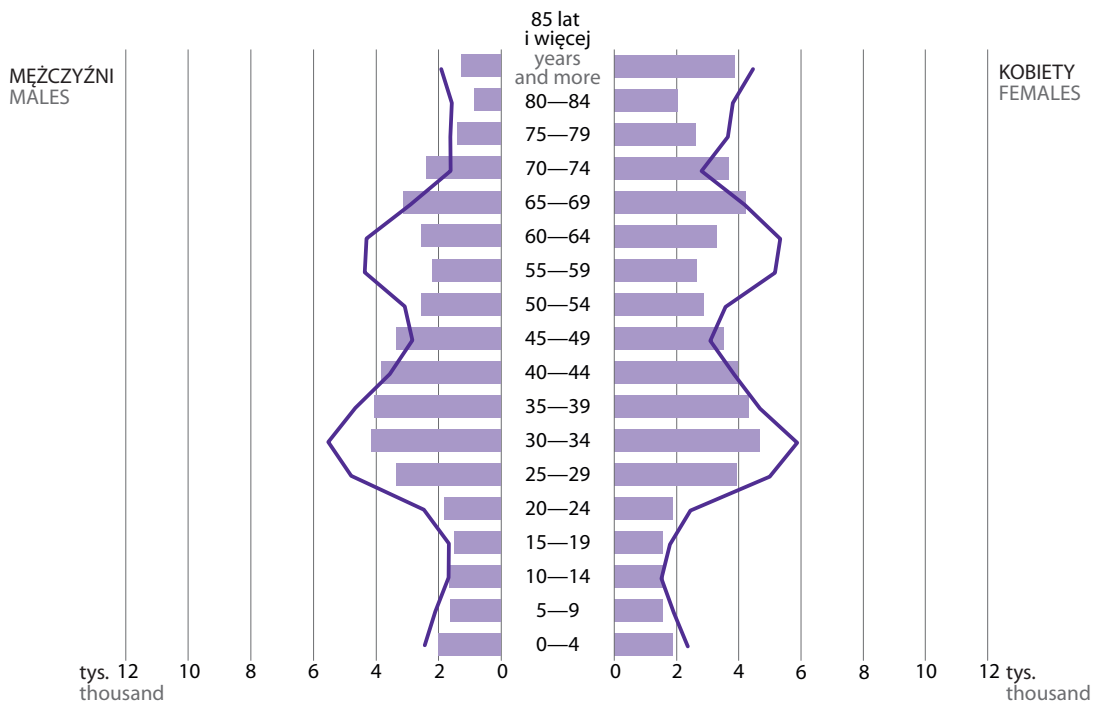 85 lat
i więcej
years
and more
MĘŻCZYŹNI
MALES
KOBIETY
FEMALES
80—84
75—79
70—74
65—69
60—64
55—59
50—54
45—49
40—44
35—39
30—34
25—29
20—24
15—19
10—14
5—9
0—4
tys. 12 10 8 6 4 2 0 0 2 4 6 8 10 12 tys.
thousand thousand